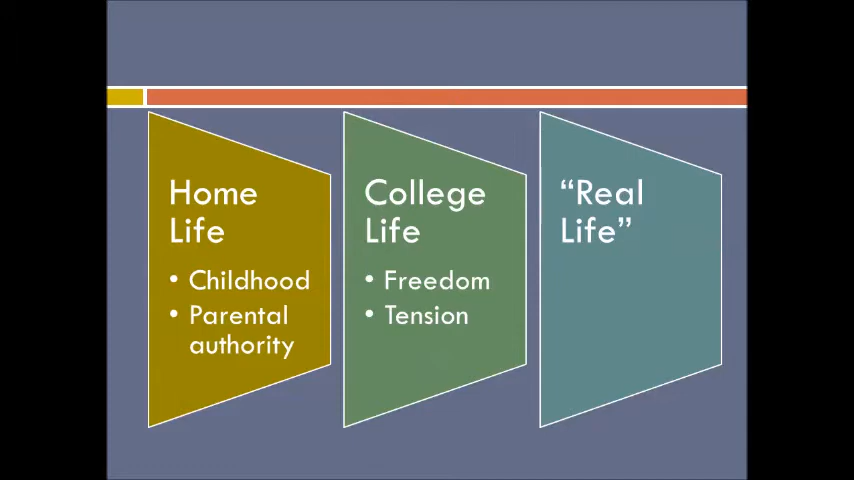 Home
Life
• Childhood
• Parental
authority
College
Life
• Freedom
• Tension
“Real
Life”